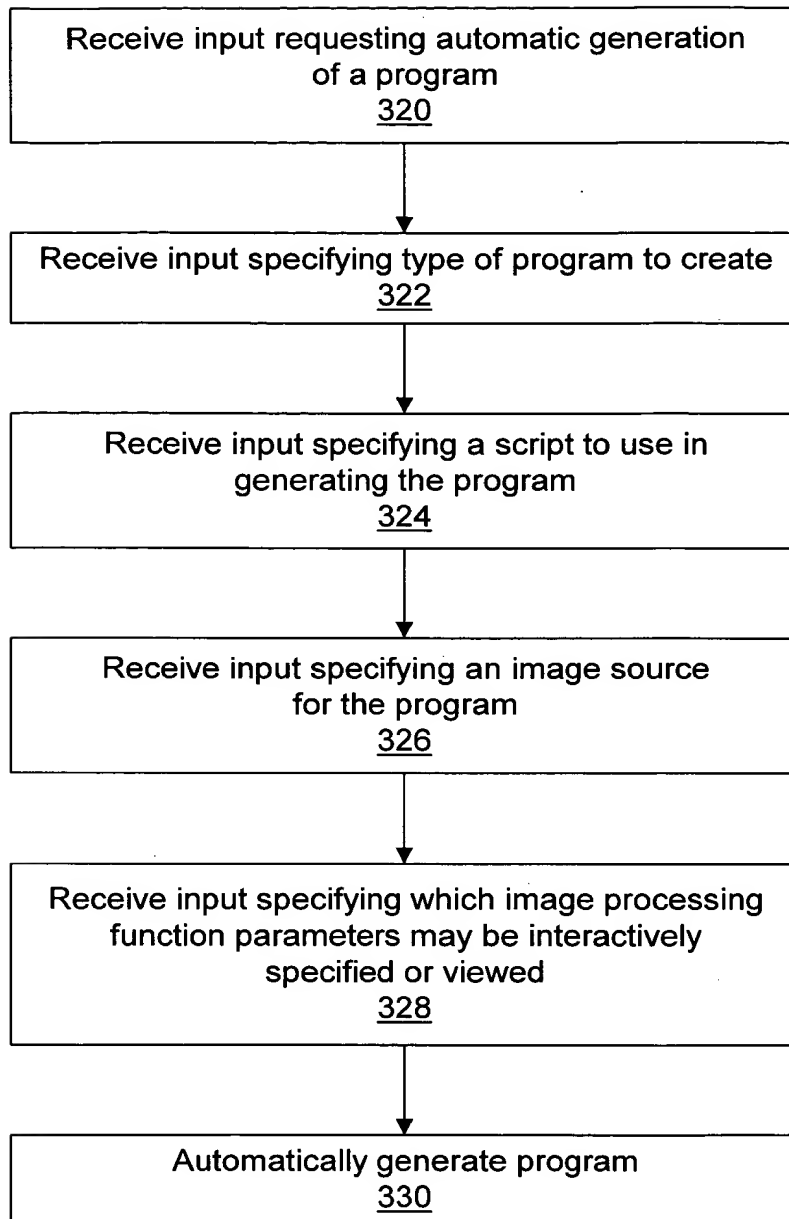 Receive input requesting automatic generation
of a program
320
Receive input specifying type of program to create
322
Receive input specifying a script to use in
generating the program
324
Receive input specifying an image source
for the program
326
Receive input specifying which image processing
function parameters may be interactively
specified or viewed
328
Automatically generate program
330